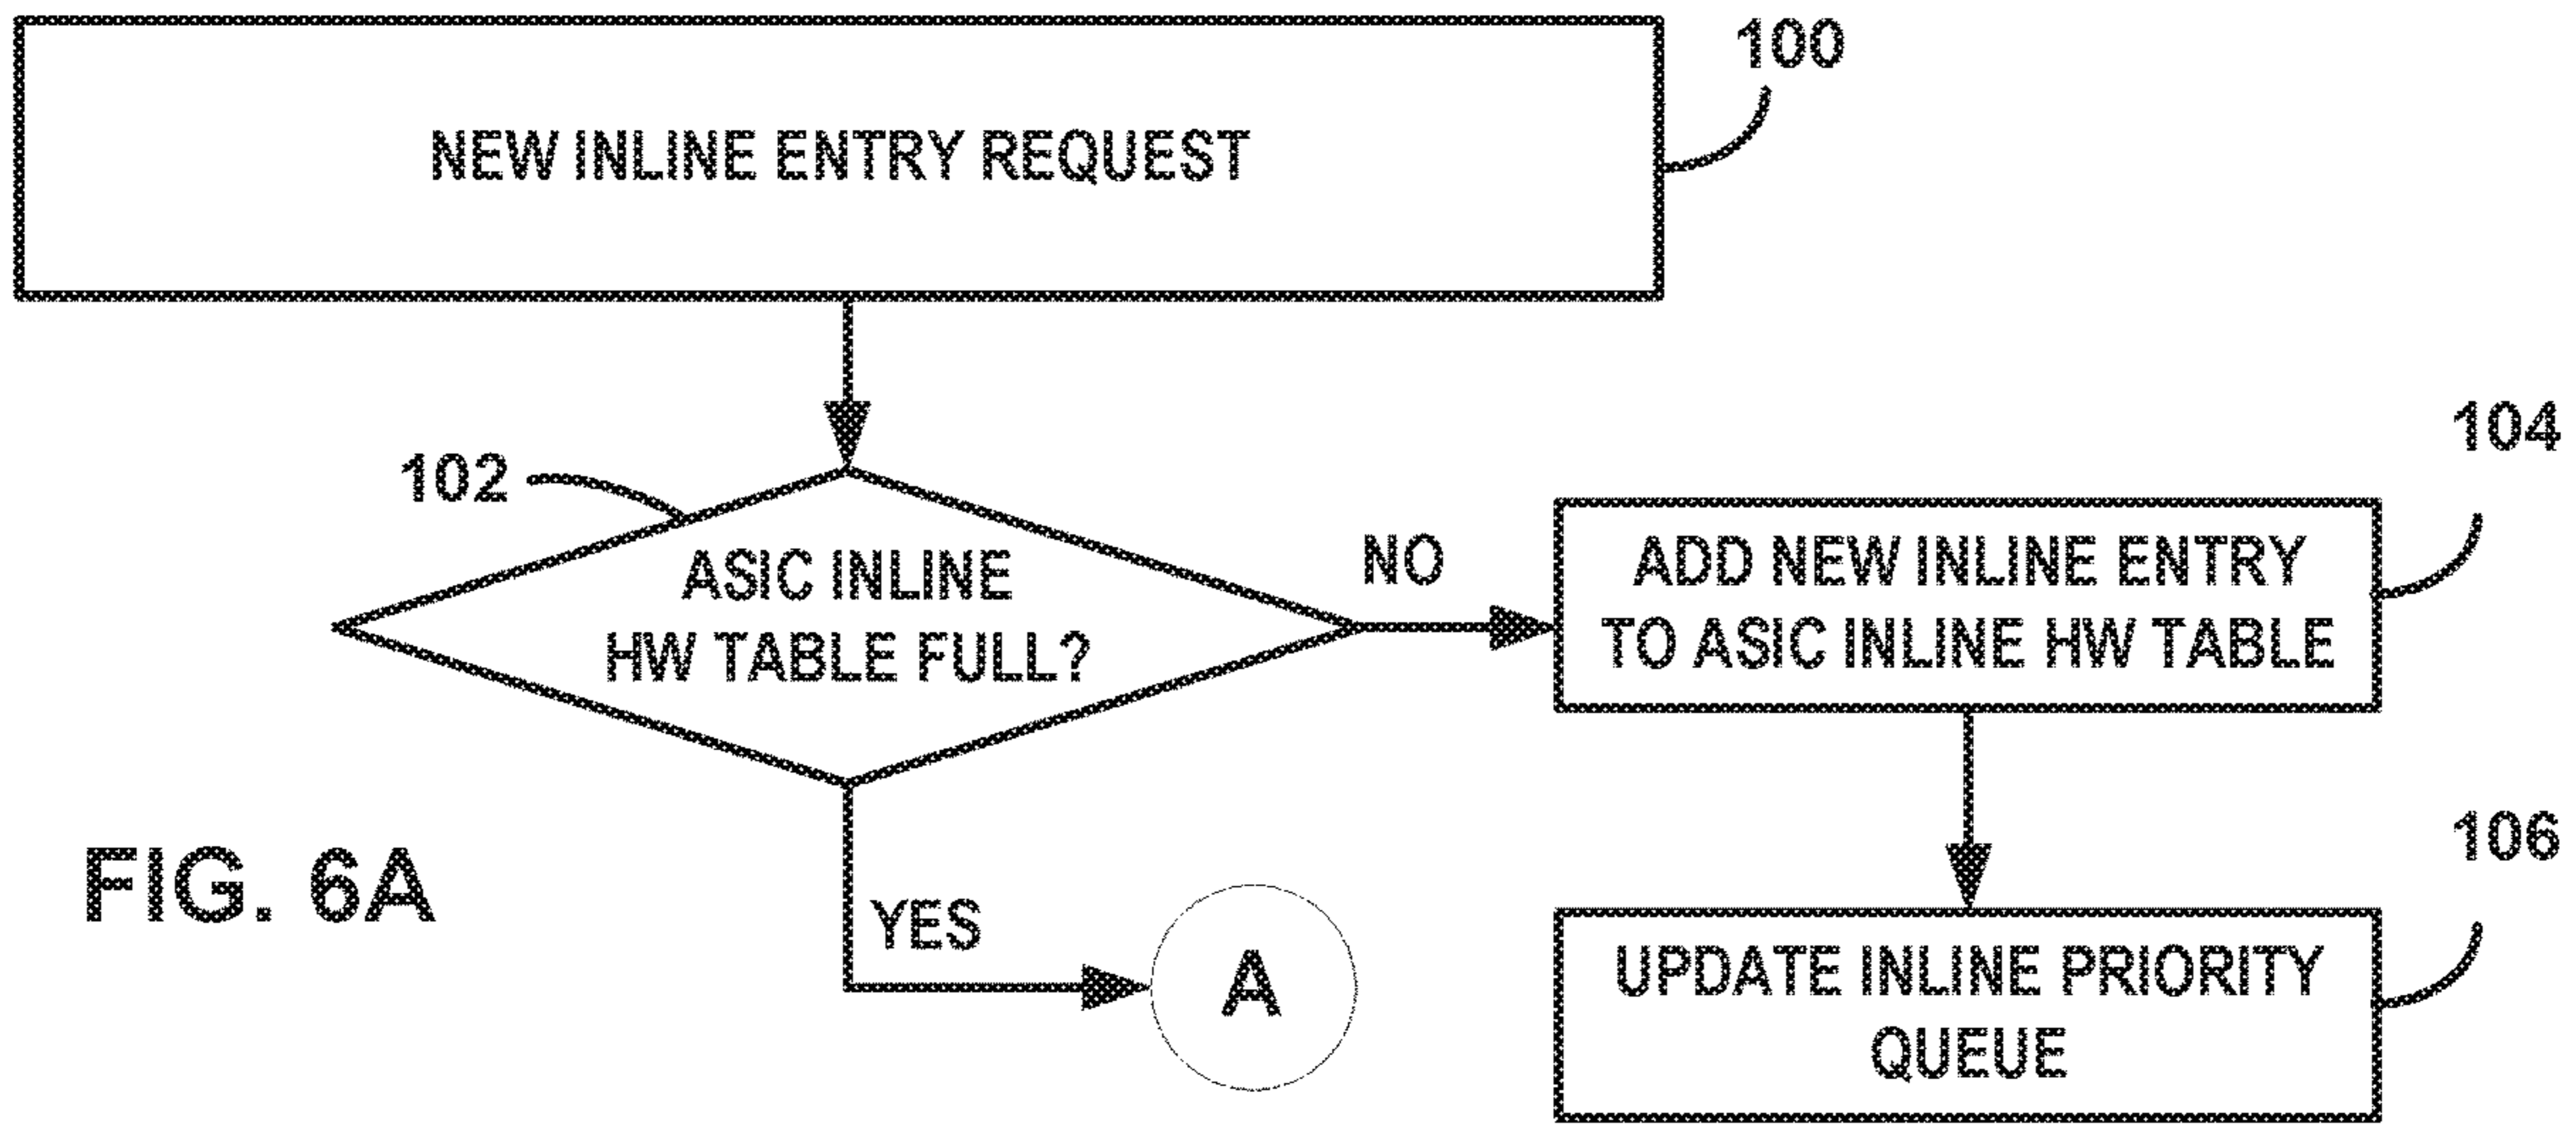 100
NEW INLINE ENTRY REQUEST
102
ASIC INLINE
HW TABLE FULL?
NO
104
ADD NEW INLINE ENTRY
TO ASIC INLINE HW TABLE
YES
A
106
UPDATE INLINE PRIORITY
QUEUE
FIG. 6A